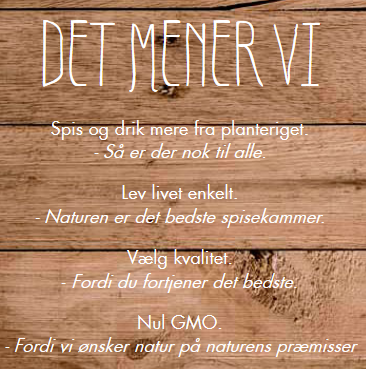 DET MENER VI
Spis og drik mere fra planteriget.
- Så er der nok til alle.
Lev livet enkelt.
- Naturen er det bedste spisekammer.
Vælg kvalitet.
- Fordi du fortjener det bedste.
Nul GMO.
- Fordi vi ønsker natur på naturens præmisser